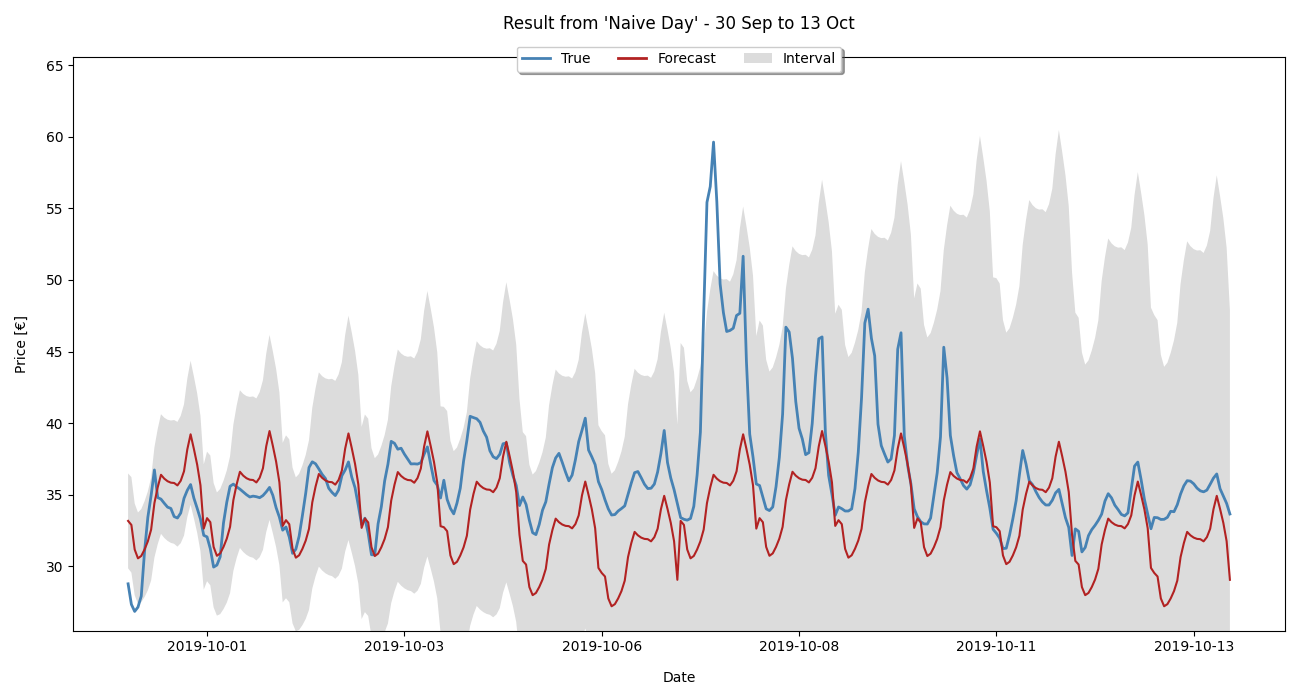 Result from 'Naive Day' - 30 Sep to 13 Oct
True Forecast Interval
65
60
55
50
45
40
35
30
Price [€]
2019-10-01 2019-10-03 2019-10-06 2019-10-08 2019-10-11 2019-10-13
Date